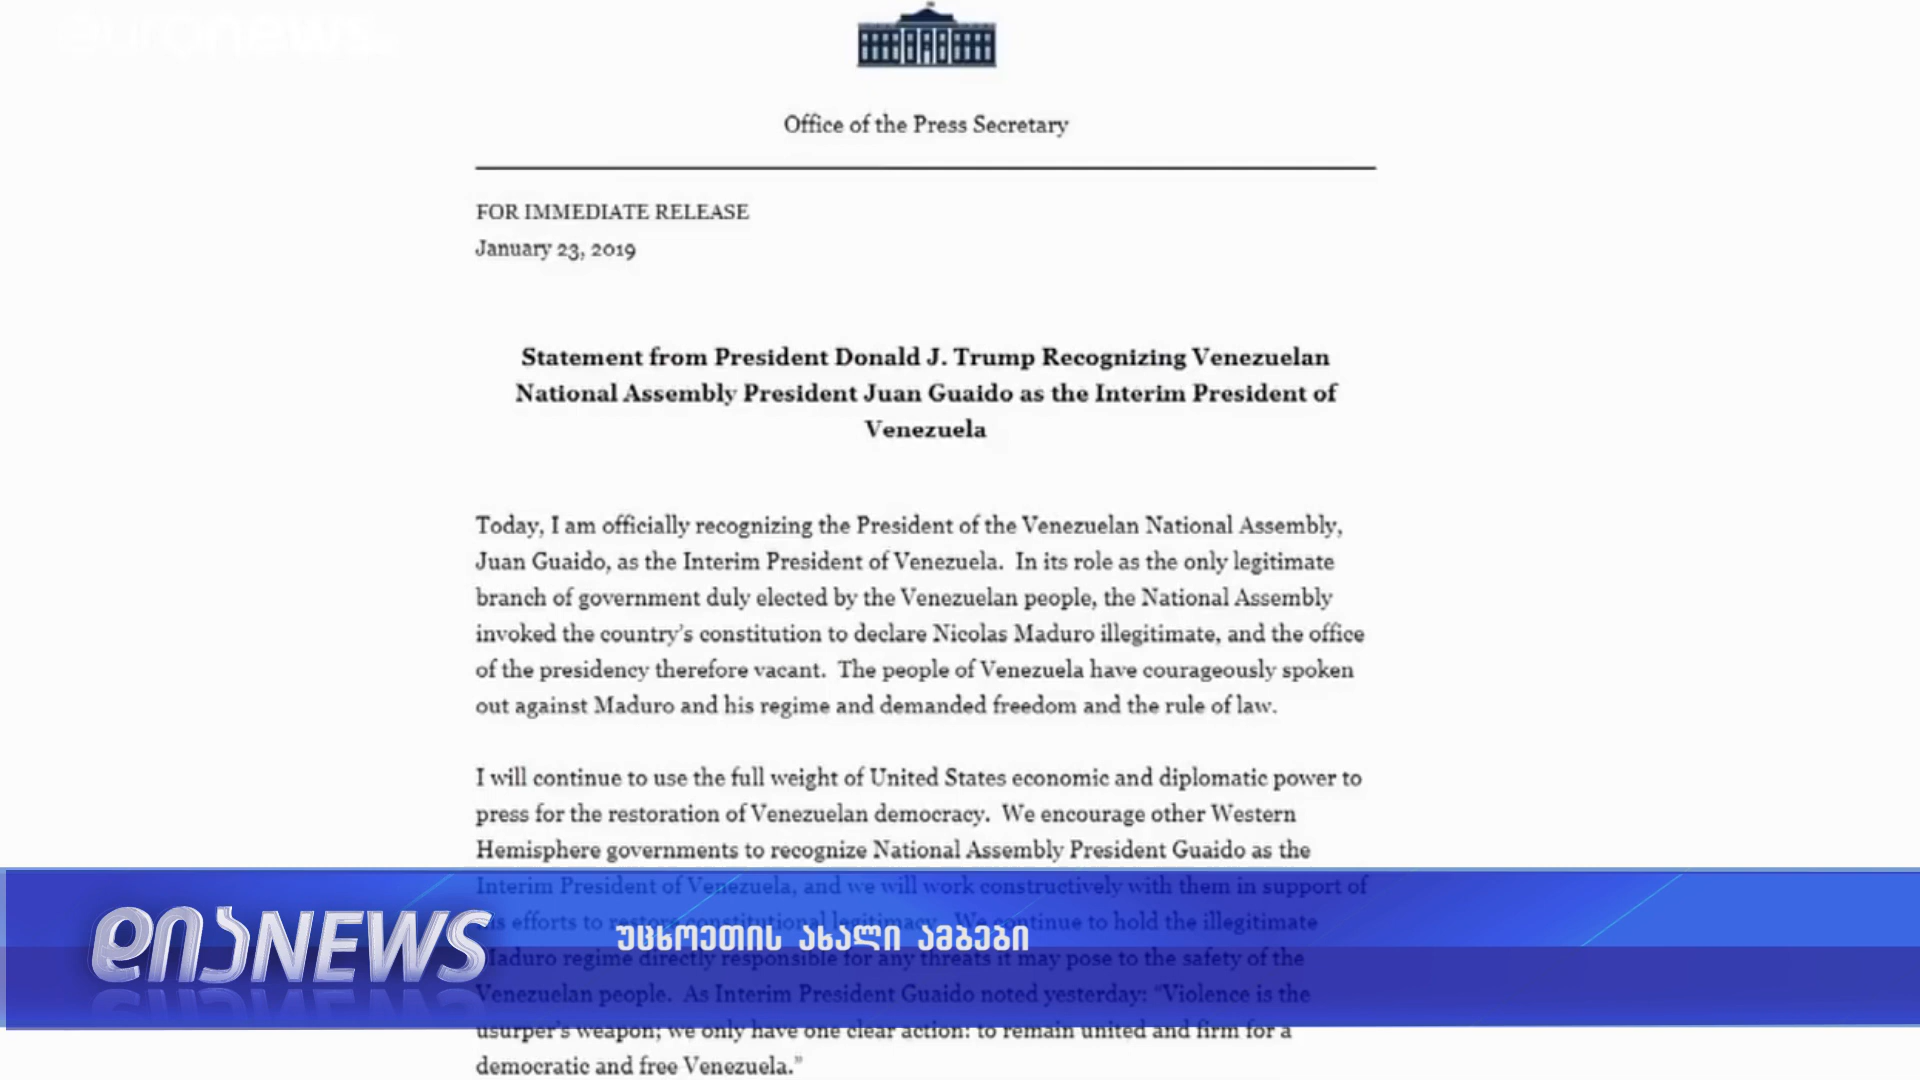 euronews.
Office of the Press Secretary
FOR IMMEDIATE RELEASE
January 23, 2019
Statement from President Donald J. Trump Recognizing Venezuelan
National Assembly President Juan Guaido as the Interim President of
Venezuela
Today, I am officially recognizing the President of the Venezuelan National Assembly,
Juan Guaido, as the Interim President of Venezuela. In its role as the only legitimate
branch of government duly elected by the Venezuelan people, the National Assembly
invoked the country’s constitution to declare Nicolas Maduro illegitimate, and the office
of the presidency therefore vacant. The people of Venezuela have courageously spoken
out against Maduro and his regime and demanded freedom and the rule of law.
I will continue to use the full weight of United States economic and diplomatic power to
press for the restoration of Venezuelan democracy. We encourage other Western
Hemisphere governments to recognize National Assembly President Guaido as the
Interim President of Venezuela, and we will work constructively with them in support of
his efforts to restore constitutional legitimacy. We continue to hold the illegitimate
Maduro regime directly responsible for any threats it may pose to the safety of the
Venezuelan people. As Interim President Guaido noted yesterday: “Violence is the
usurper’s weapon; we only have one clear action: to remain united and firm for a
democratic and free Venezuela.”
დიაNEWS
უცხოეთის ახალი ამბები